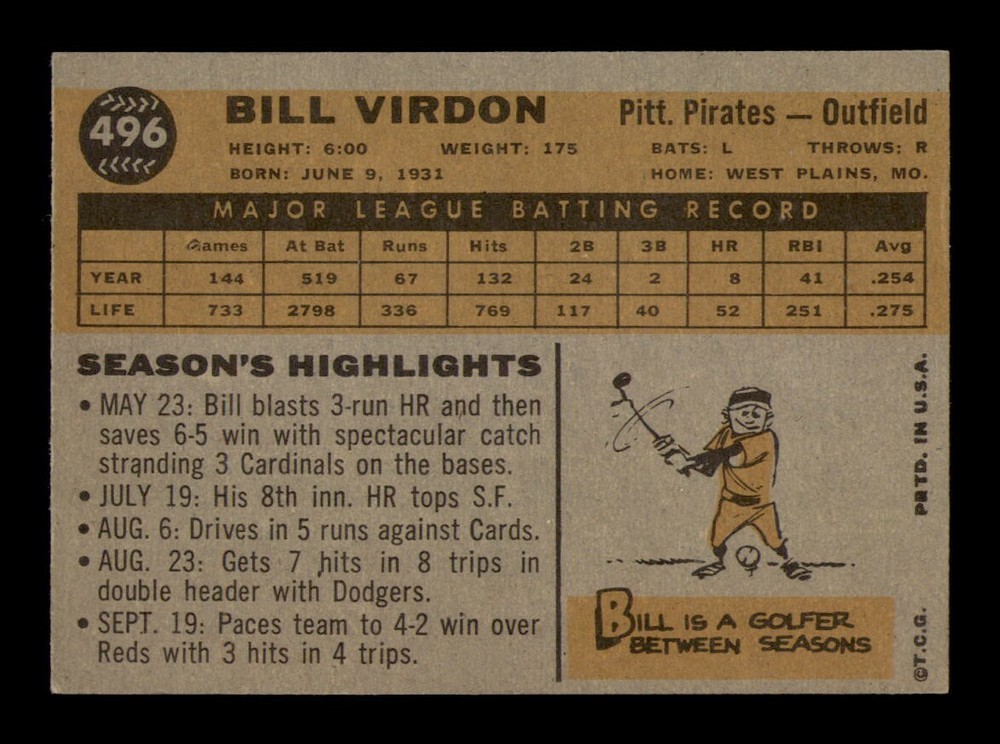 496
BILL VIRDON
Pitt. Pirates — Outfield
HEIGHT: 6:00 WEIGHT: 175 BATS: L THROWS: R
BORN: JUNE 9, 1931 HOME: WEST PLAINS, MO.
MAJOR LEAGUE BATTING RECORD
Games At Bat Runs Hits 2B 3B HR RBI Avg
YEAR 144 519 67 132 24 2 8 41 .254
LIFE 733 2798 336 769 117 40 52 251 .275
SEASON'S HIGHLIGHTS
• MAY 23: Bill blasts 3-run HR and then
saves 6-5 win with spectacular catch
stranding 3 Cardinals on the bases.
• JULY 19: His 8th inn. HR tops S.F.
• AUG. 6: Drives in 5 runs against Cards.
• AUG. 23: Gets 7 hits in 8 trips in
double header with Dodgers.
• SEPT. 19: Paces team to 4-2 win over
Reds with 3 hits in 4 trips.
BILL IS A GOLFER
BETWEEN SEASONS
©T.C.G. PRTD. IN U.S.A.